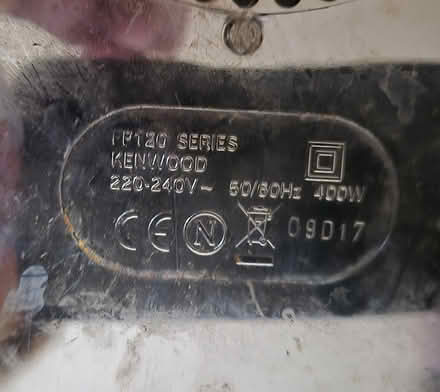 FP120 SERIES
KENWOOD
220-240V~ 50/60Hz 400W
CE N 09D17